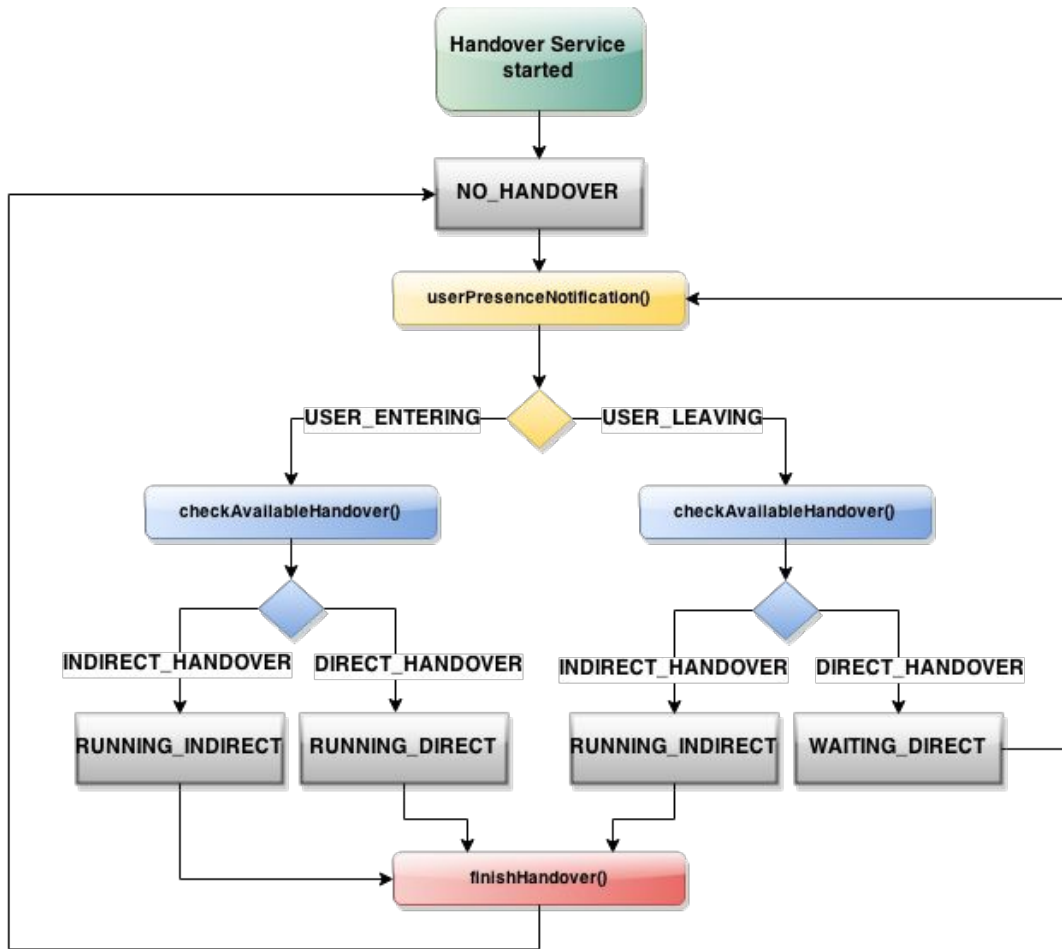 Handover Service
started
NO_HANDOVER
userPresenceNotification()
USER_ENTERING
USER_LEAVING
checkAvailableHandover()
checkAvailableHandover()
INDIRECT_HANDOVER
DIRECT_HANDOVER
INDIRECT_HANDOVER
DIRECT_HANDOVER
RUNNING_INDIRECT
RUNNING_DIRECT
RUNNING_INDIRECT
WAITING_DIRECT
finishHandover()